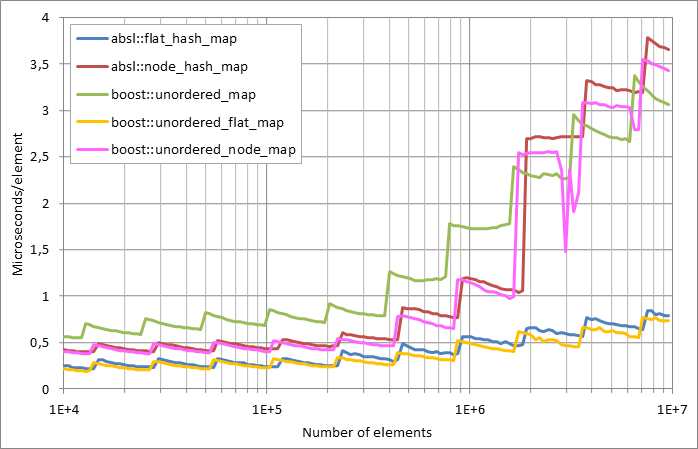 4
3,5
3
2,5
2
1,5
1
0,5
0
Microseconds/element
absl::flat_hash_map
absl::node_hash_map
boost::unordered_map
boost::unordered_flat_map
boost::unordered_node_map
1E+4 1E+5 1E+6 1E+7
Number of elements